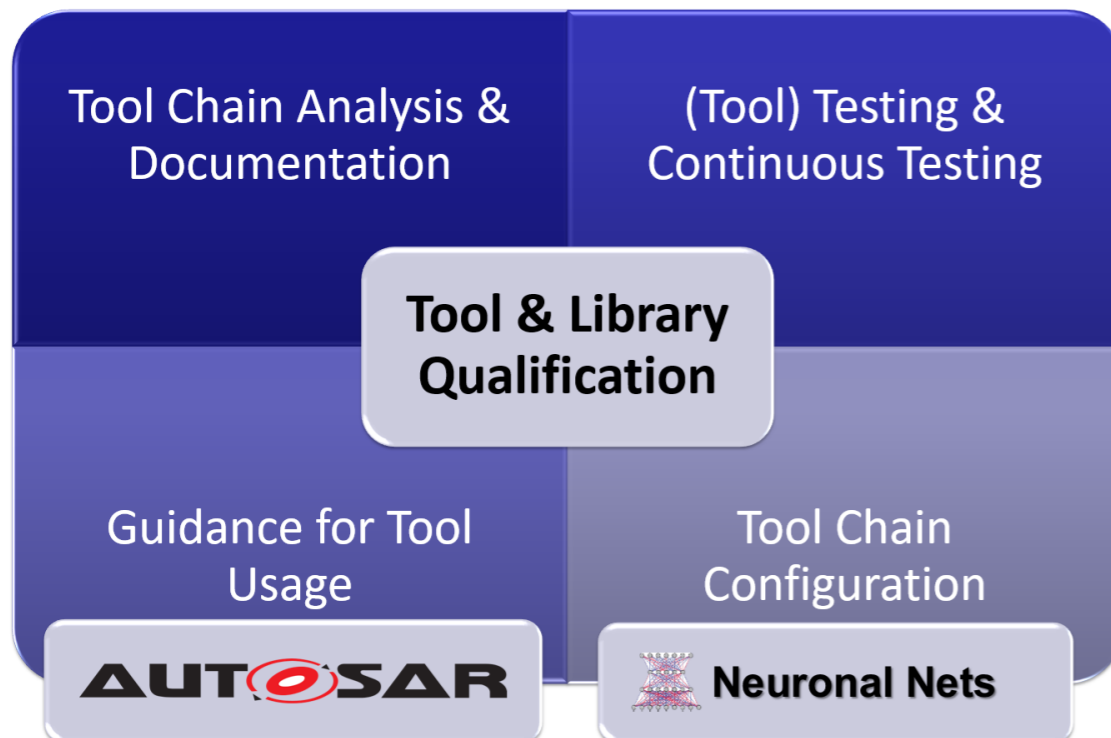 Tool Chain Analysis &
Documentation
(Tool) Testing &
Continuous Testing
Tool & Library
Qualification
Guidance for Tool
Usage
Tool Chain
Configuration
AUTOSAR
Neuronal Nets